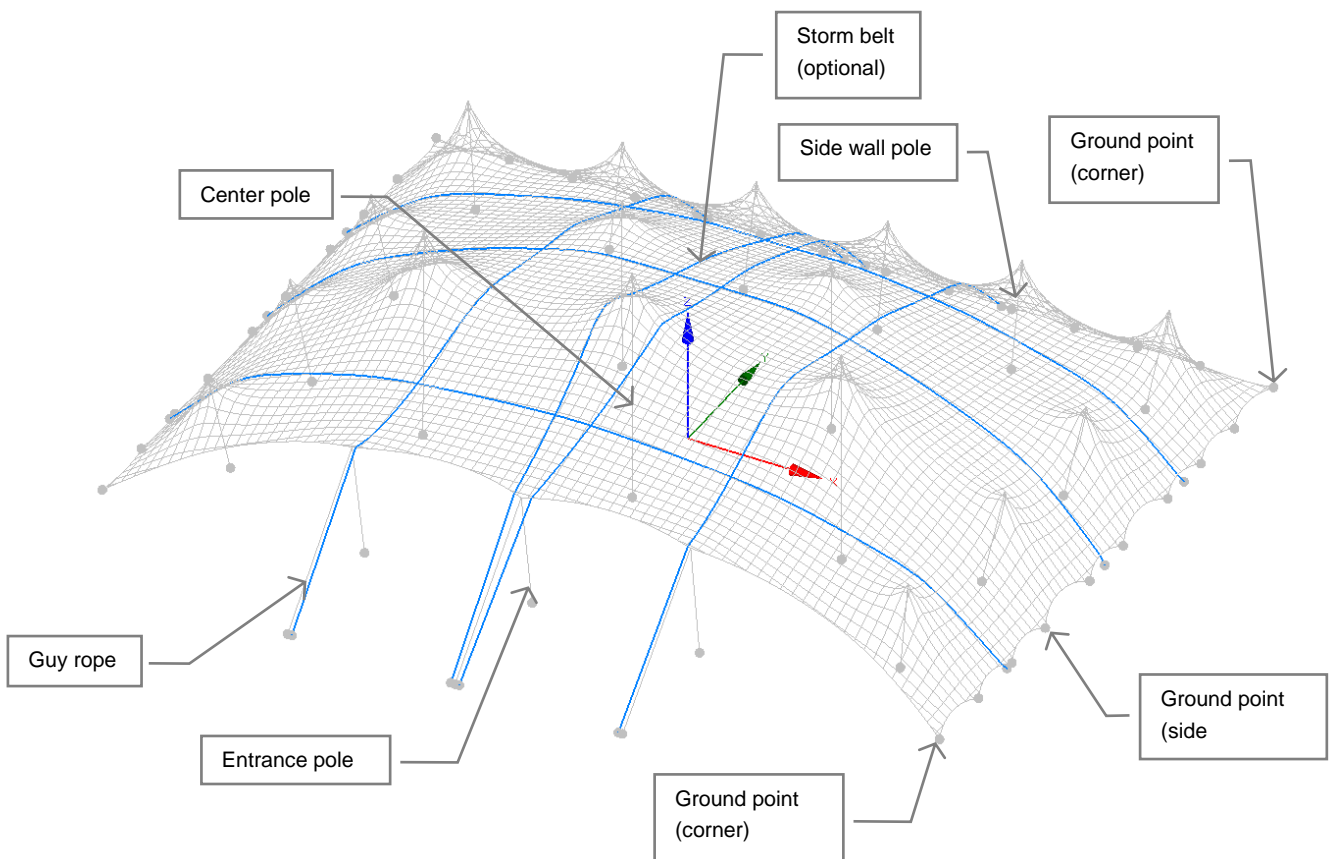 Storm belt
(optional)
Side wall pole
Ground point
(corner)
Center pole
Z
Y
X
Guy rope
Entrance pole
Ground point
(side
Ground point
(corner)